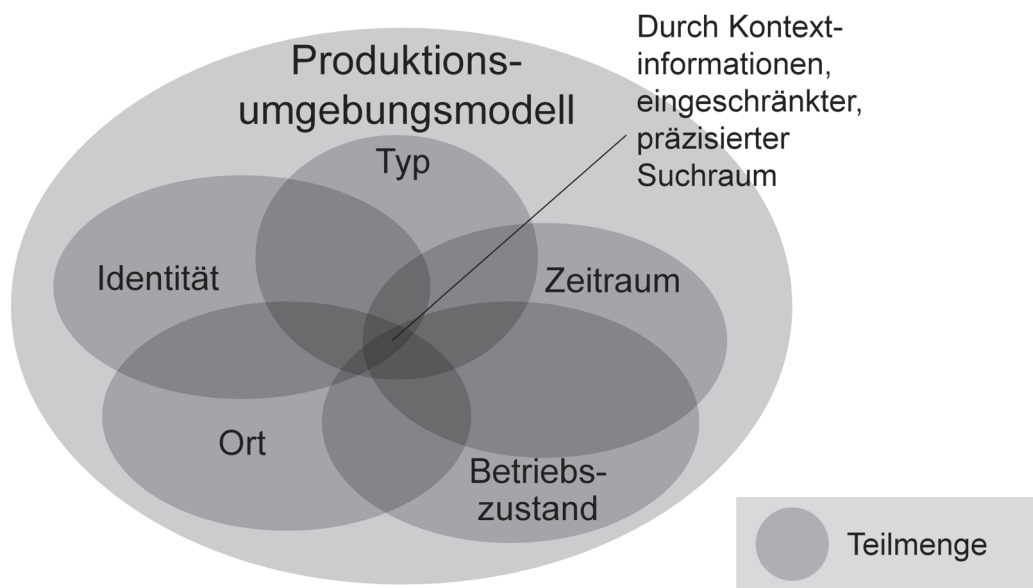 Produktions-
umgebungsmodell
Typ
Identität
Zeitraum
Ort
Betriebs-
zustand
Durch Kontext-
informationen,
eingeschränkter,
präzisierter
Suchraum
Teilmenge